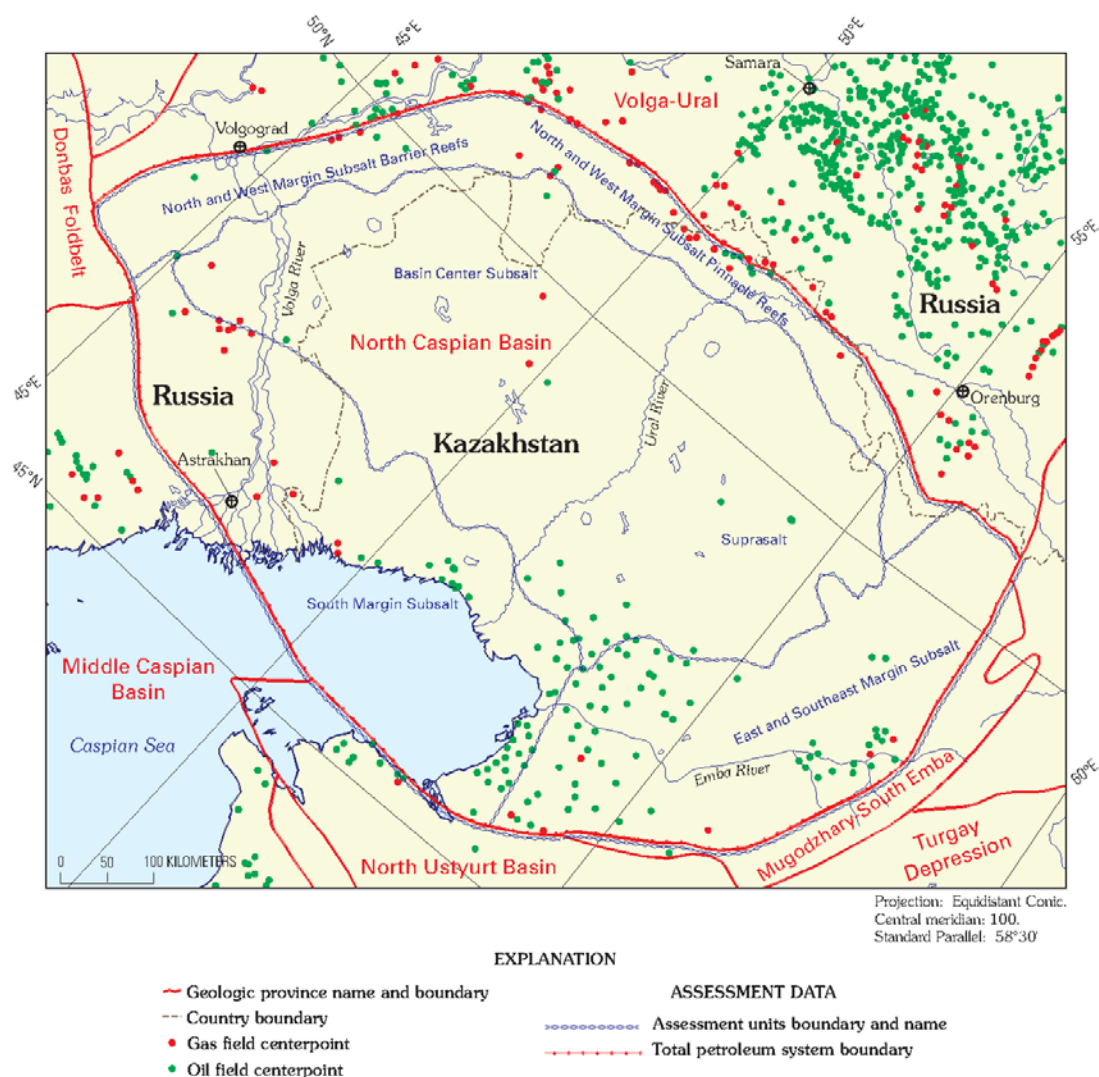 50°N
45°E
50°E
Samara
Volga-Ural
Volgograd
Donbas Foldbelt
North and West Margin Subsalt Barrier Reefs
North and West Margin Subsalt Pinnacle Reefs
55°E
Volga River
Basin Center Subsalt
Russia
North Caspian Basin
45°E
Russia
Ural River
Orenburg
Kazakhstan
Astrakhan
45°N
Suprasalt
South Margin Subsalt
Middle Caspian
Basin
East and Southeast Margin Subsalt
Caspian Sea
Emba River
60°E
Mugodzhary-South Emba
Turgay
Depression
0 50 100 KILOMETERS
North Ustyurt Basin
Projection: Equidistant Conic.
Central meridian: 100.
Standard Parallel: 58°30'
EXPLANATION
Geologic province name and boundary
Country boundary
Gas field centerpoint
Oil field centerpoint
ASSESSMENT DATA
Assessment units boundary and name
Total petroleum system boundary